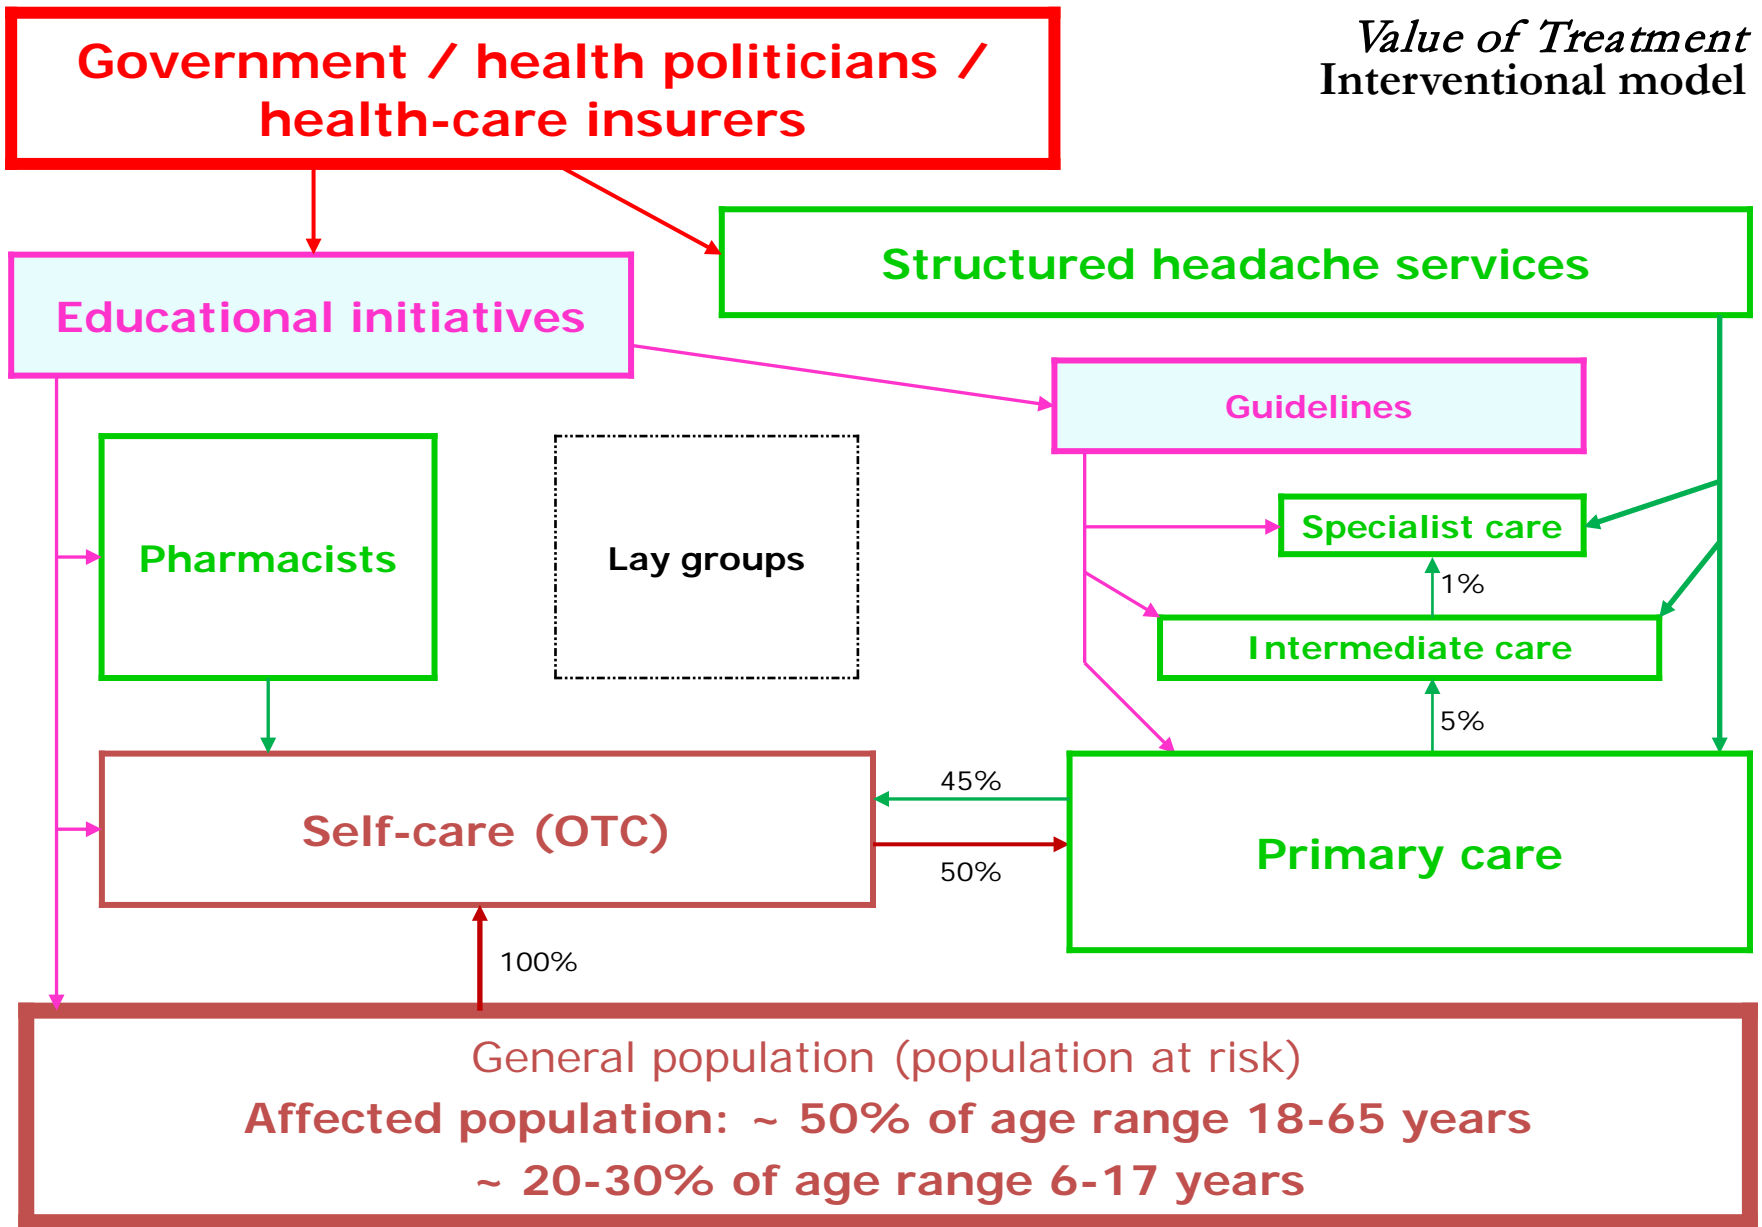 Government / health politicians /
health-care insurers
Value of Treatment
Interventional model
Structured headache services
Educational initiatives
Guidelines
Pharmacists
Lay groups
Specialist care
1%
Intermediate care
5%
45%
Self-care (OTC)
50%
Primary care
100%
General population (population at risk)
Affected population: ~ 50% of age range 18-65 years
~ 20-30% of age range 6-17 years